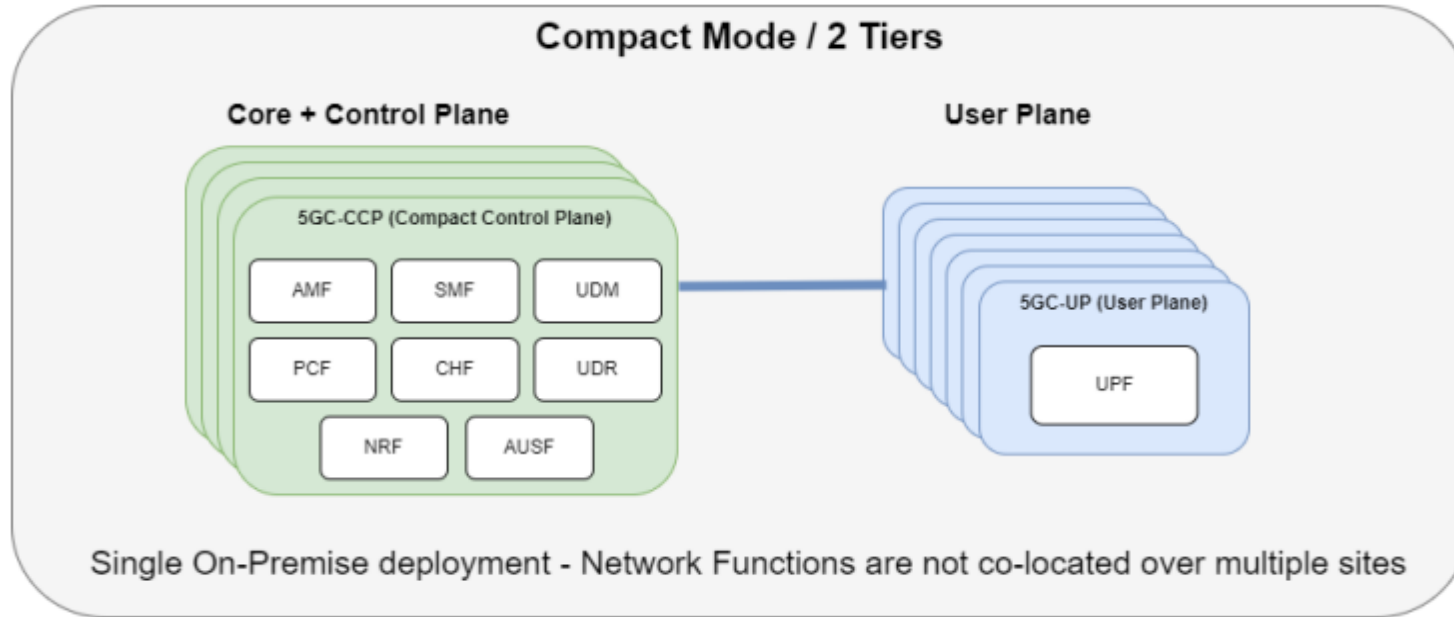 Compact Mode / 2 Tiers
Core + Control Plane
User Plane
5GC-CCP (Compact Control Plane)
AMF
SMF
UDM
PCF
CHF
UDR
NRF
AUSF
5GC-UP (User Plane)
UPF
Single On-Premise deployment - Network Functions are not co-located over multiple sites